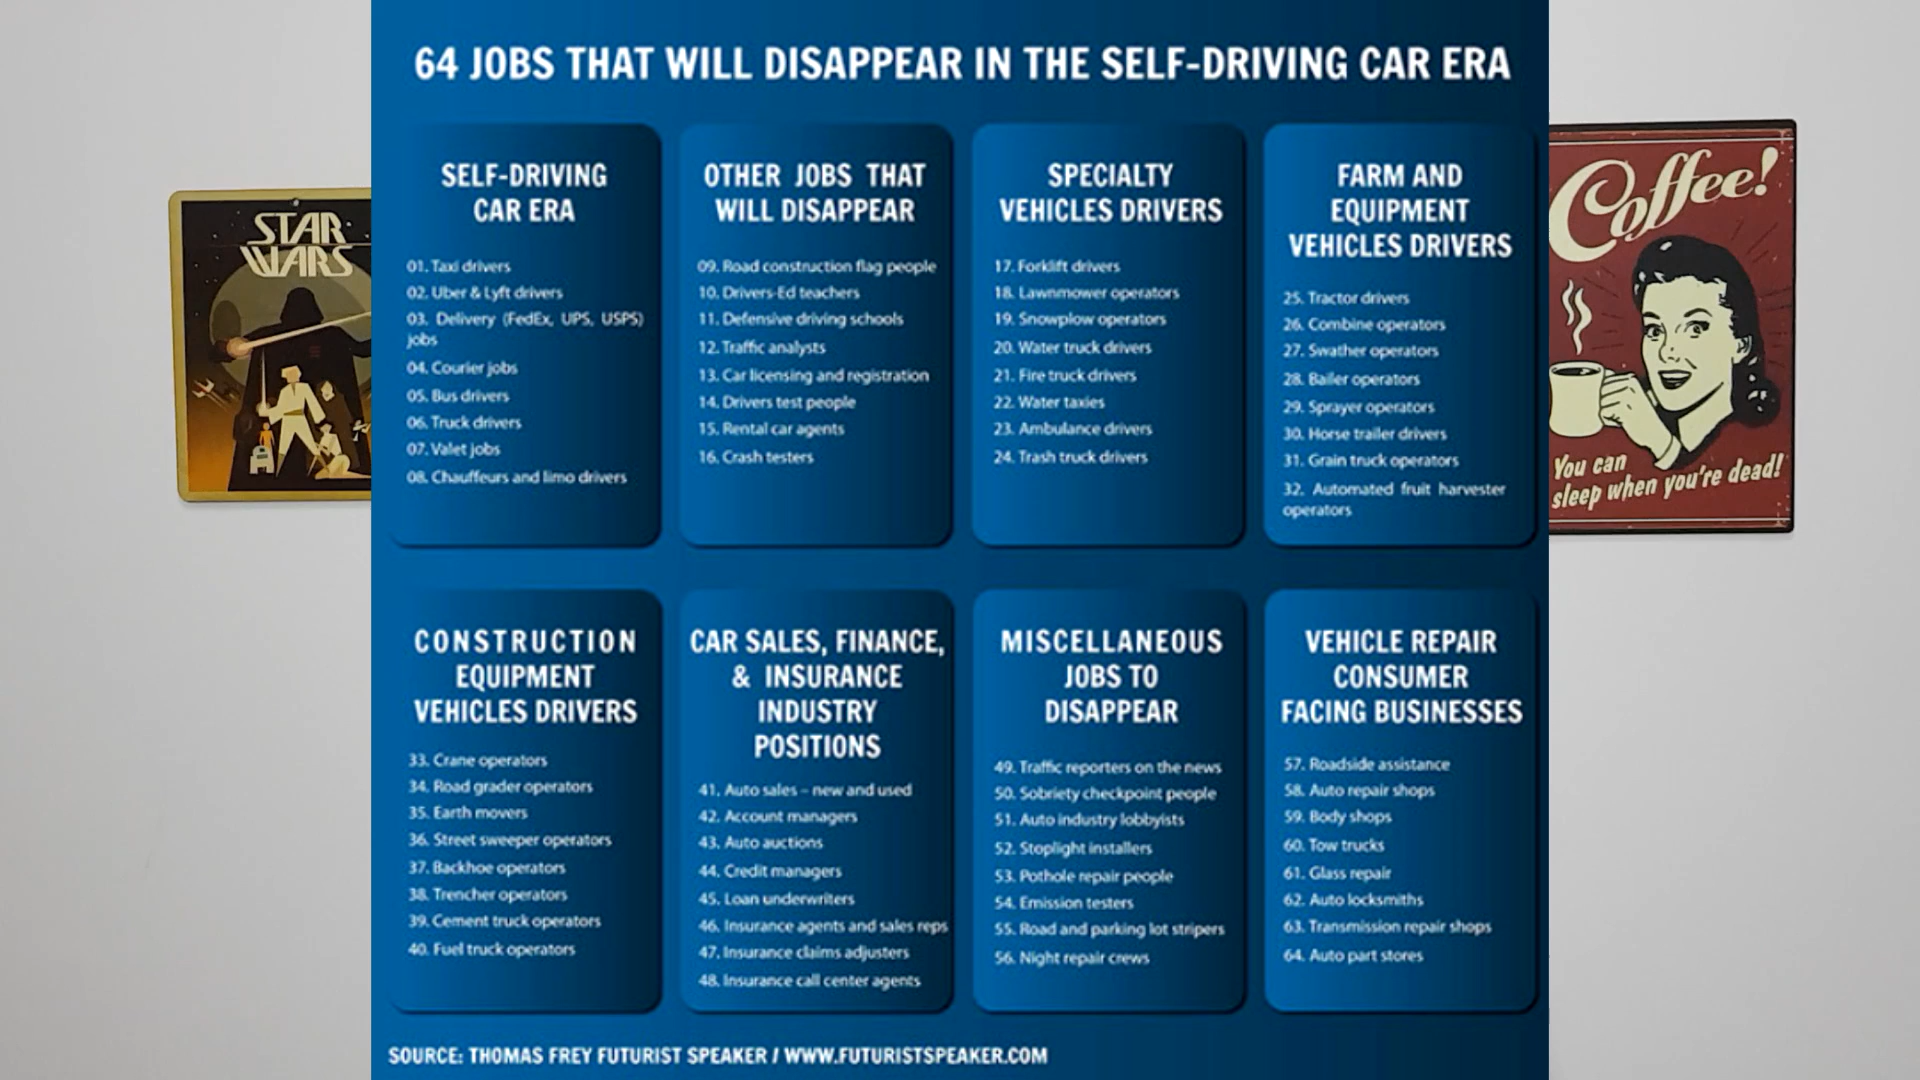 64 JOBS THAT WILL DISAPPEAR IN THE SELF-DRIVING CAR ERA
SELF-DRIVING
CAR ERA
01. Taxi drivers
02. Uber & Lyft drivers
03. Delivery (FedEx, UPS, USPS)
jobs
04. Courier jobs
05. Bus drivers
06. Truck drivers
07. Valet jobs
08. Chauffeurs and limo drivers
OTHER JOBS THAT
WILL DISAPPEAR
09. Road construction flag people
10. Drivers-Ed teachers
11. Defensive driving schools
12. Traffic analysts
13. Car licensing and registration
14. Drivers test people
15. Rental car agents
16. Crash testers
SPECIALTY
VEHICLES DRIVERS
17. Forklift drivers
18. Lawnmower operators
19. Snowplow operators
20. Water truck drivers
21. Fire truck drivers
22. Water taxies
23. Ambulance drivers
24. Trash truck drivers
FARM AND
EQUIPMENT
VEHICLES DRIVERS
25. Tractor drivers
26. Combine operators
27. Swather operators
28. Bailer operators
29. Sprayer operators
30. Horse trailer drivers
31. Grain truck operators
32. Automated fruit harvester
operators
CONSTRUCTION
EQUIPMENT
VEHICLES DRIVERS
33. Crane operators
34. Road grader operators
35. Earth movers
36. Street sweeper operators
37. Backhoe operators
38. Trencher operators
39. Cement truck operators
40. Fuel truck operators
CAR SALES, FINANCE,
& INSURANCE
INDUSTRY
POSITIONS
41. Auto sales – new and used
42. Account managers
43. Auto auctions
44. Credit managers
45. Loan underwriters
46. Insurance agents and sales reps
47. Insurance claims adjusters
48. Insurance call center agents
MISCELLANEOUS
JOBS TO
DISAPPEAR
49. Traffic reporters on the news
50. Sobriety checkpoint people
51. Auto industry lobbyists
52. Stoplight installers
53. Pothole repair people
54. Emission testers
55. Road and parking lot stripers
56. Night repair crews
VEHICLE REPAIR
CONSUMER
FACING BUSINESSES
57. Roadside assistance
58. Auto repair shops
59. Body shops
60. Tow trucks
61. Glass repair
62. Auto locksmiths
63. Transmission repair shops
64. Auto part stores
SOURCE: THOMAS FREY FUTURIST SPEAKER / WWW.FUTURISTSPEAKER.COM
STAR
WARS
Coffee!
You can
sleep when you're dead!